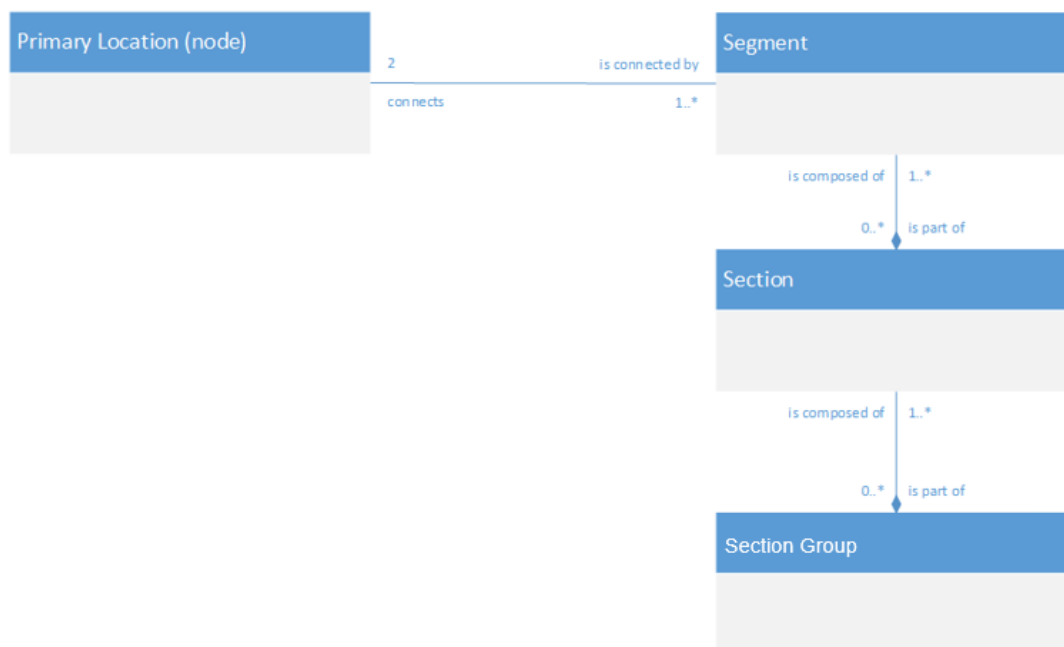 Primary Location (node)
Segment
2
is connected by
connects
1..*
is composed of
1..*
0..*
is part of
Section
is composed of
1..*
0..*
is part of
Section Group